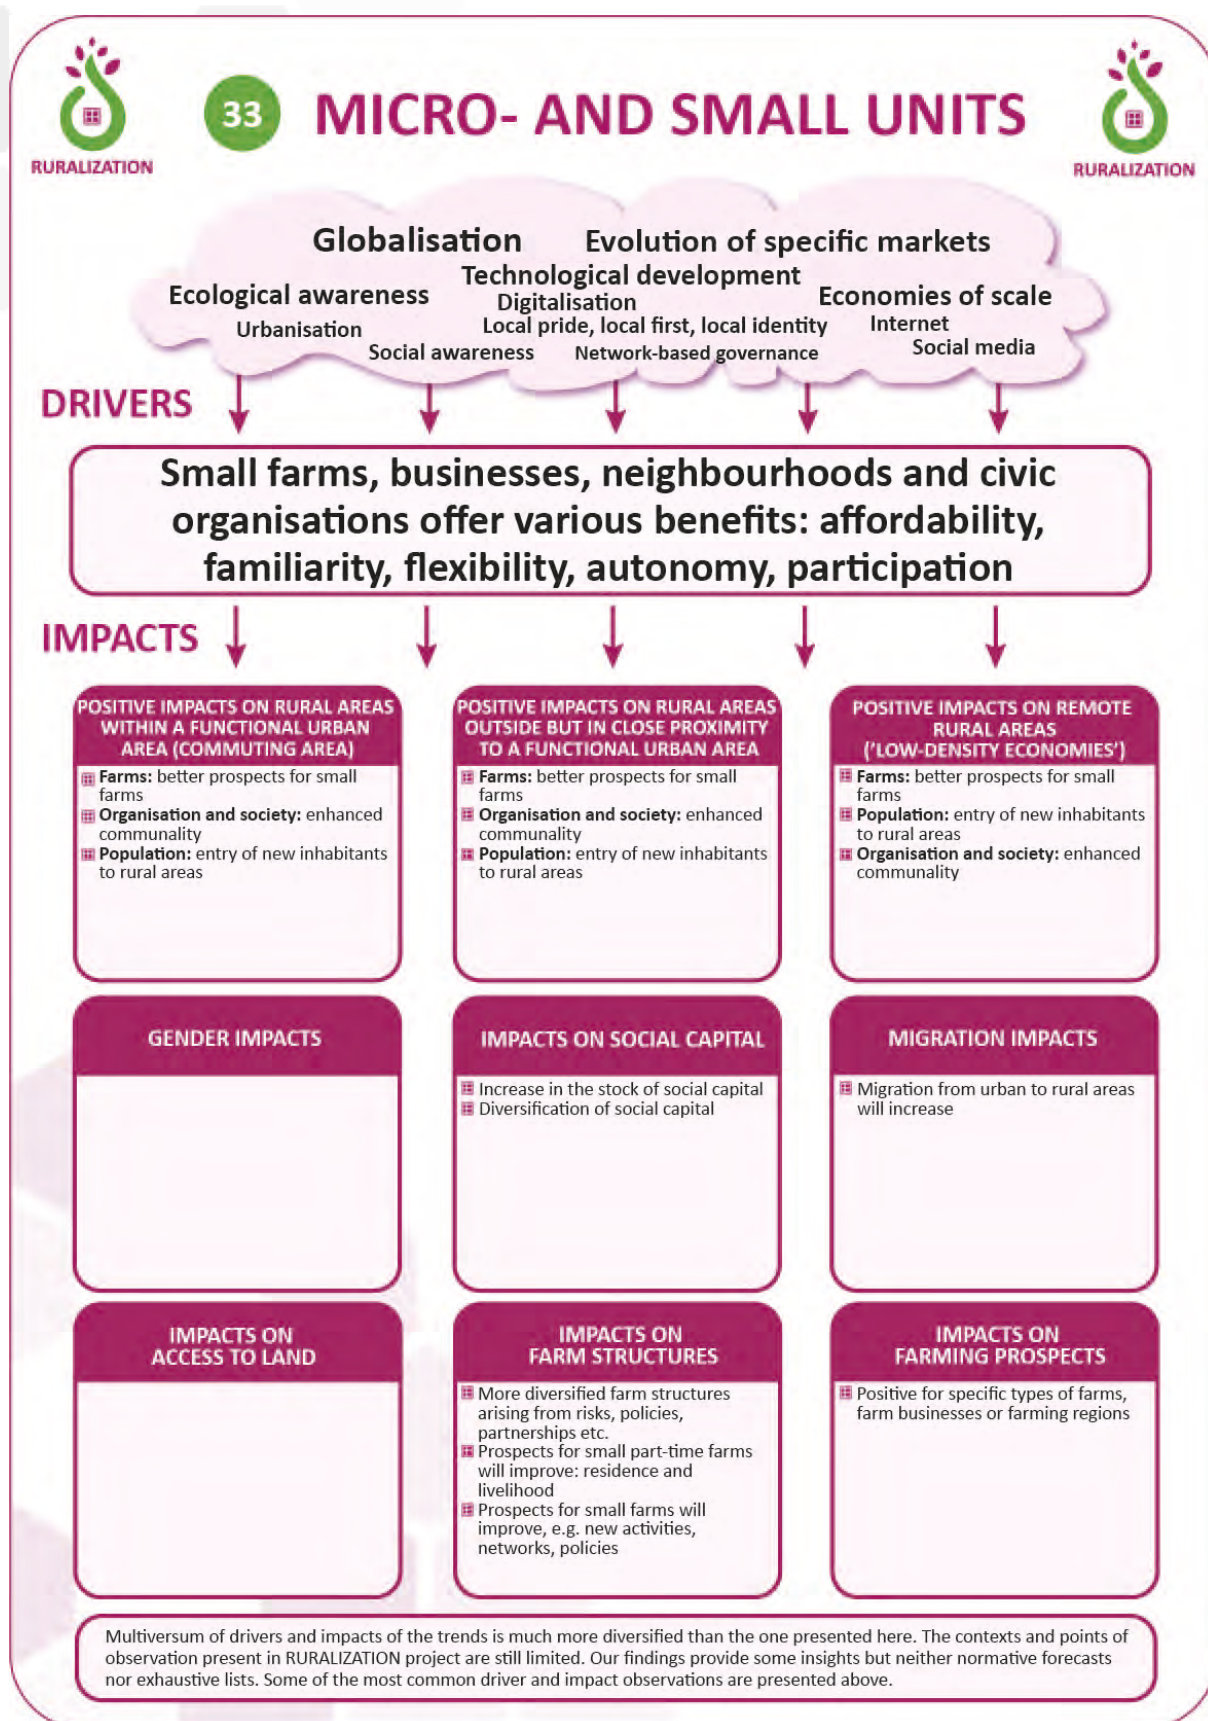 RURALIZATION
33 MICRO- AND SMALL UNITS
RURALIZATION
Globalisation
Evolution of specific markets
Technological development
Ecological awareness
Digitalisation
Economies of scale
Urbanisation
Local pride, local first, local identity
Internet
Social awareness
Network-based governance
Social media
DRIVERS
Small farms, businesses, neighbourhoods and civic
organisations offer various benefits: affordability,
familiarity, flexibility, autonomy, participation
IMPACTS
POSITIVE IMPACTS ON RURAL AREAS
WITHIN A FUNCTIONAL URBAN
AREA (COMMUTING AREA)
Farms: better prospects for small
farms
Organisation and society: enhanced
communality
Population: entry of new inhabitants
to rural areas
POSITIVE IMPACTS ON RURAL AREAS
OUTSIDE BUT IN CLOSE PROXIMITY
TO A FUNCTIONAL URBAN AREA
Farms: better prospects for small
farms
Organisation and society: enhanced
communality
Population: entry of new inhabitants
to rural areas
POSITIVE IMPACTS ON REMOTE
RURAL AREAS
('LOW-DENSITY ECONOMIES')
Farms: better prospects for small
farms
Population: entry of new inhabitants
to rural areas
Organisation and society: enhanced
communality
GENDER IMPACTS
IMPACTS ON SOCIAL CAPITAL
Increase in the stock of social capital
Diversification of social capital
MIGRATION IMPACTS
Migration from urban to rural areas
will increase
IMPACTS ON
ACCESS TO LAND
IMPACTS ON
FARM STRUCTURES
More diversified farm structures
arising from risks, policies,
partnerships etc.
Prospects for small part-time farms
will improve: residence and
livelihood
Prospects for small farms will
improve, e.g. new activities,
networks, policies
IMPACTS ON
FARMING PROSPECTS
Positive for specific types of farms,
farm businesses or farming regions
Multiversum of drivers and impacts of the trends is much more diversified than the one presented here. The contexts and points of
observation present in RURALIZATION project are still limited. Our findings provide some insights but neither normative forecasts
nor exhaustive lists. Some of the most common driver and impact observations are presented above.